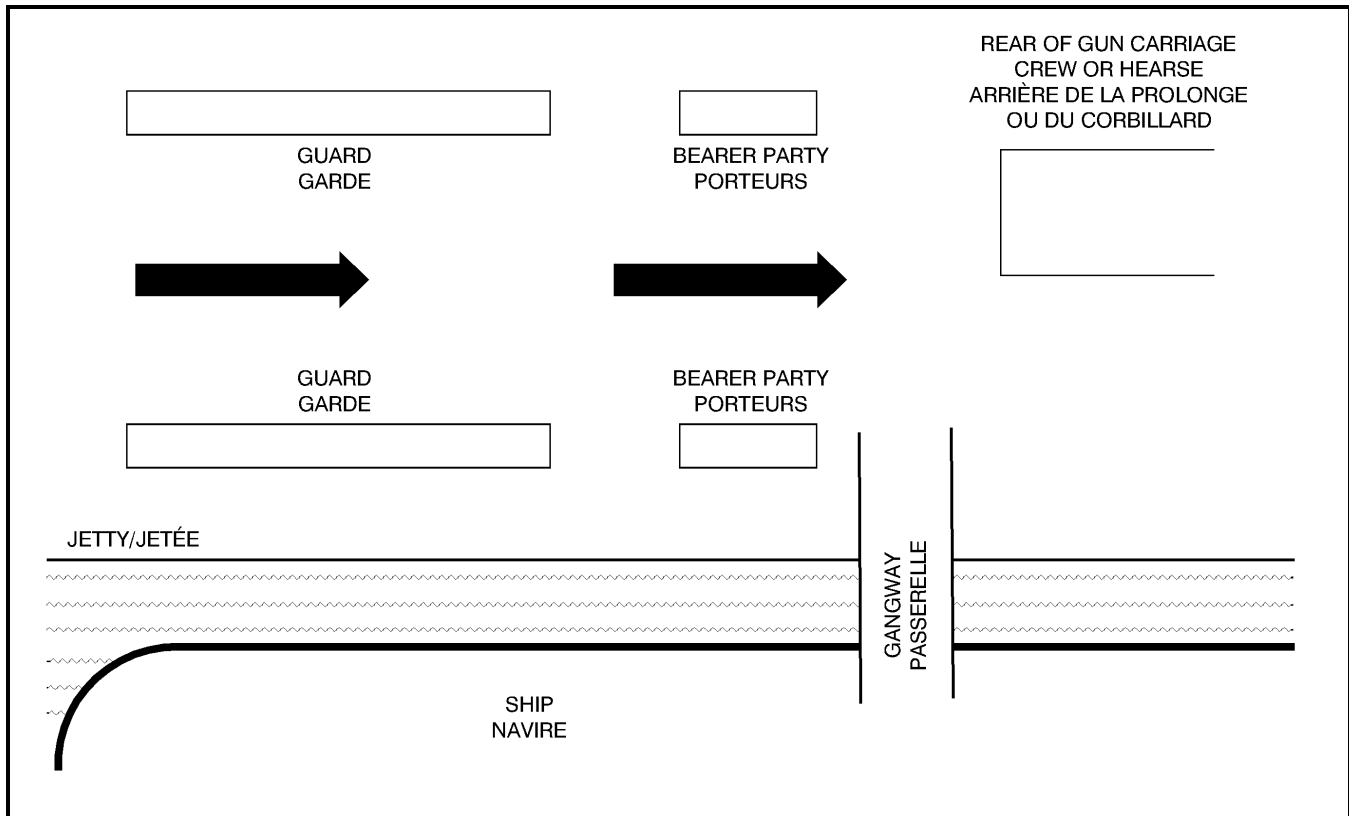 REAR OF GUN CARRIAGE
CREW OR HEARSE
ARRIÈRE DE LA PROLONGE
OU DU CORBILLARD
GUARD
GARDE
BEARER PARTY
PORTEURS
GUARD
GARDE
BEARER PARTY
PORTEURS
JETTY/JETÉE
GANGWAY
PASSERELLE
SHIP
NAVIRE